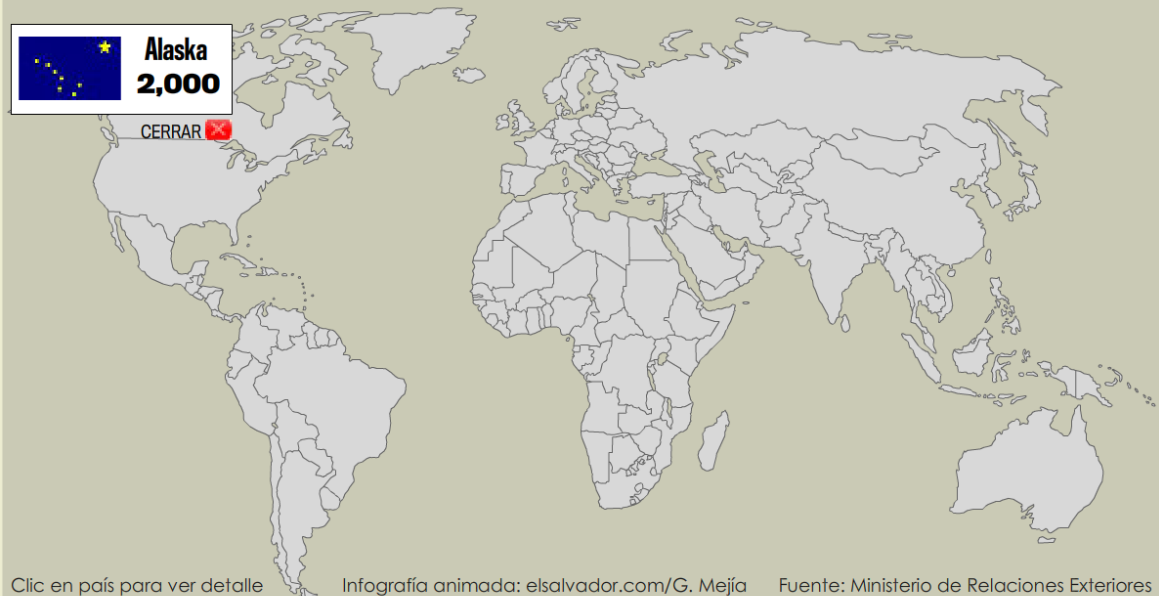 Alaska
2,000
CERRAR
Clic en país para ver detalle
Infografía animada: elsalvador.com/G. Mejía
Fuente: Ministerio de Relaciones Exteriores